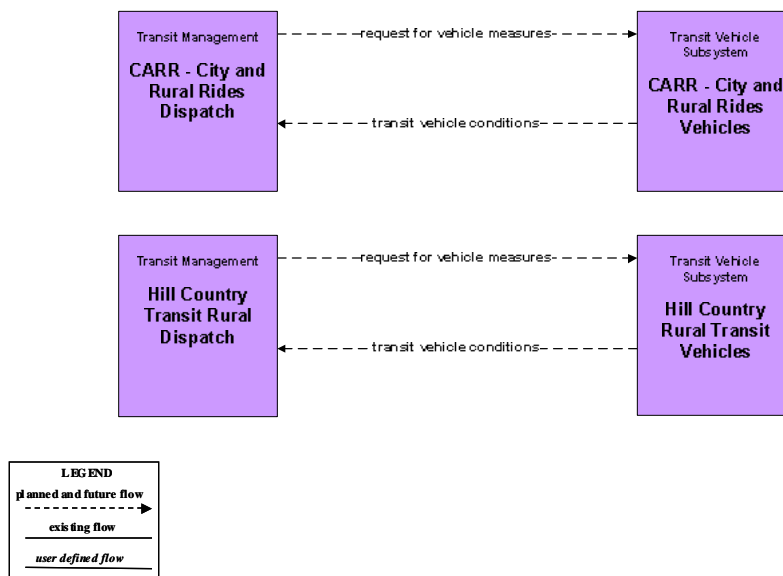 Transit Management
CARR - City and
Rural Rides
Dispatch
request for vehicle measures
transit vehicle conditions
Transit Vehicle
Subsystem
CARR - City and
Rural Rides
Vehicles
Transit Management
Hill Country
Transit Rural
Dispatch
request for vehicle measures
transit vehicle conditions
Transit Vehicle
Subsystem
Hill Country
Rural Transit
Vehicles
LEGEND
planned and future flow
existing flow
user defined flow